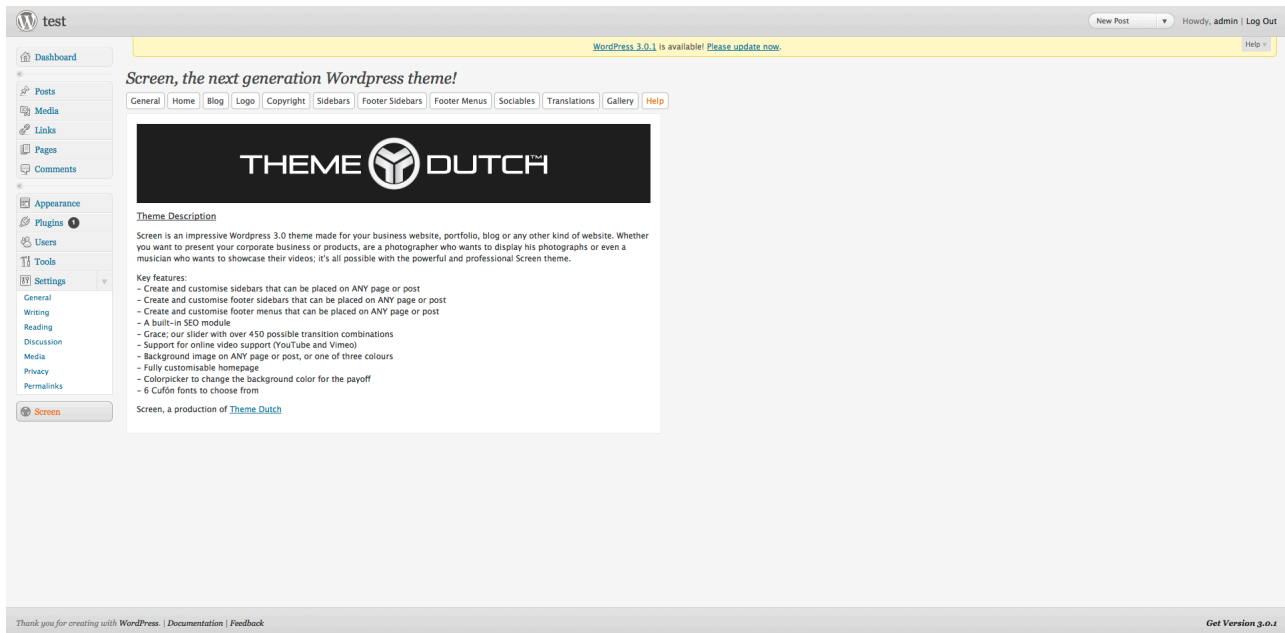 test
New Post
Howdy, admin | Log Out
WordPress 3.0.1 is available! Please update now.
Help
Dashboard
Posts
Media
Links
Pages
Comments
Appearance
Plugins 1
Users
Tools
Settings
General
Writing
Reading
Discussion
Media
Privacy
Permalinks
Screen
Screen, the next generation Wordpress theme!
General Home Blog Logo Copyright Sidebars Footer Sidebars Footer Menus Sociables Translations Gallery Help
THEME DUTCH™
Theme Description
Screen is an impressive Wordpress 3.0 theme made for your business website, portfolio, blog or any other kind of website. Whether
you want to present your corporate business or products, are a photographer who wants to display his photographs or even a
musician who wants to showcase their videos; it's all possible with the powerful and professional Screen theme.
Key features:
– Create and customise sidebars that can be placed on ANY page or post
– Create and customise footer sidebars that can be placed on ANY page or post
– Create and customise footer menus that can be placed on ANY page or post
– A built-in SEO module
– Grace; our slider with over 450 possible transition combinations
– Support for online video support (YouTube and Vimeo)
– Background image on ANY page or post, or one of three colours
– Fully customisable homepage
– Colorpicker to change the background color for the payoff
– 6 Cufón fonts to choose from
Screen, a production of Theme Dutch
Thank you for creating with WordPress. | Documentation | Feedback
Get Version 3.0.1